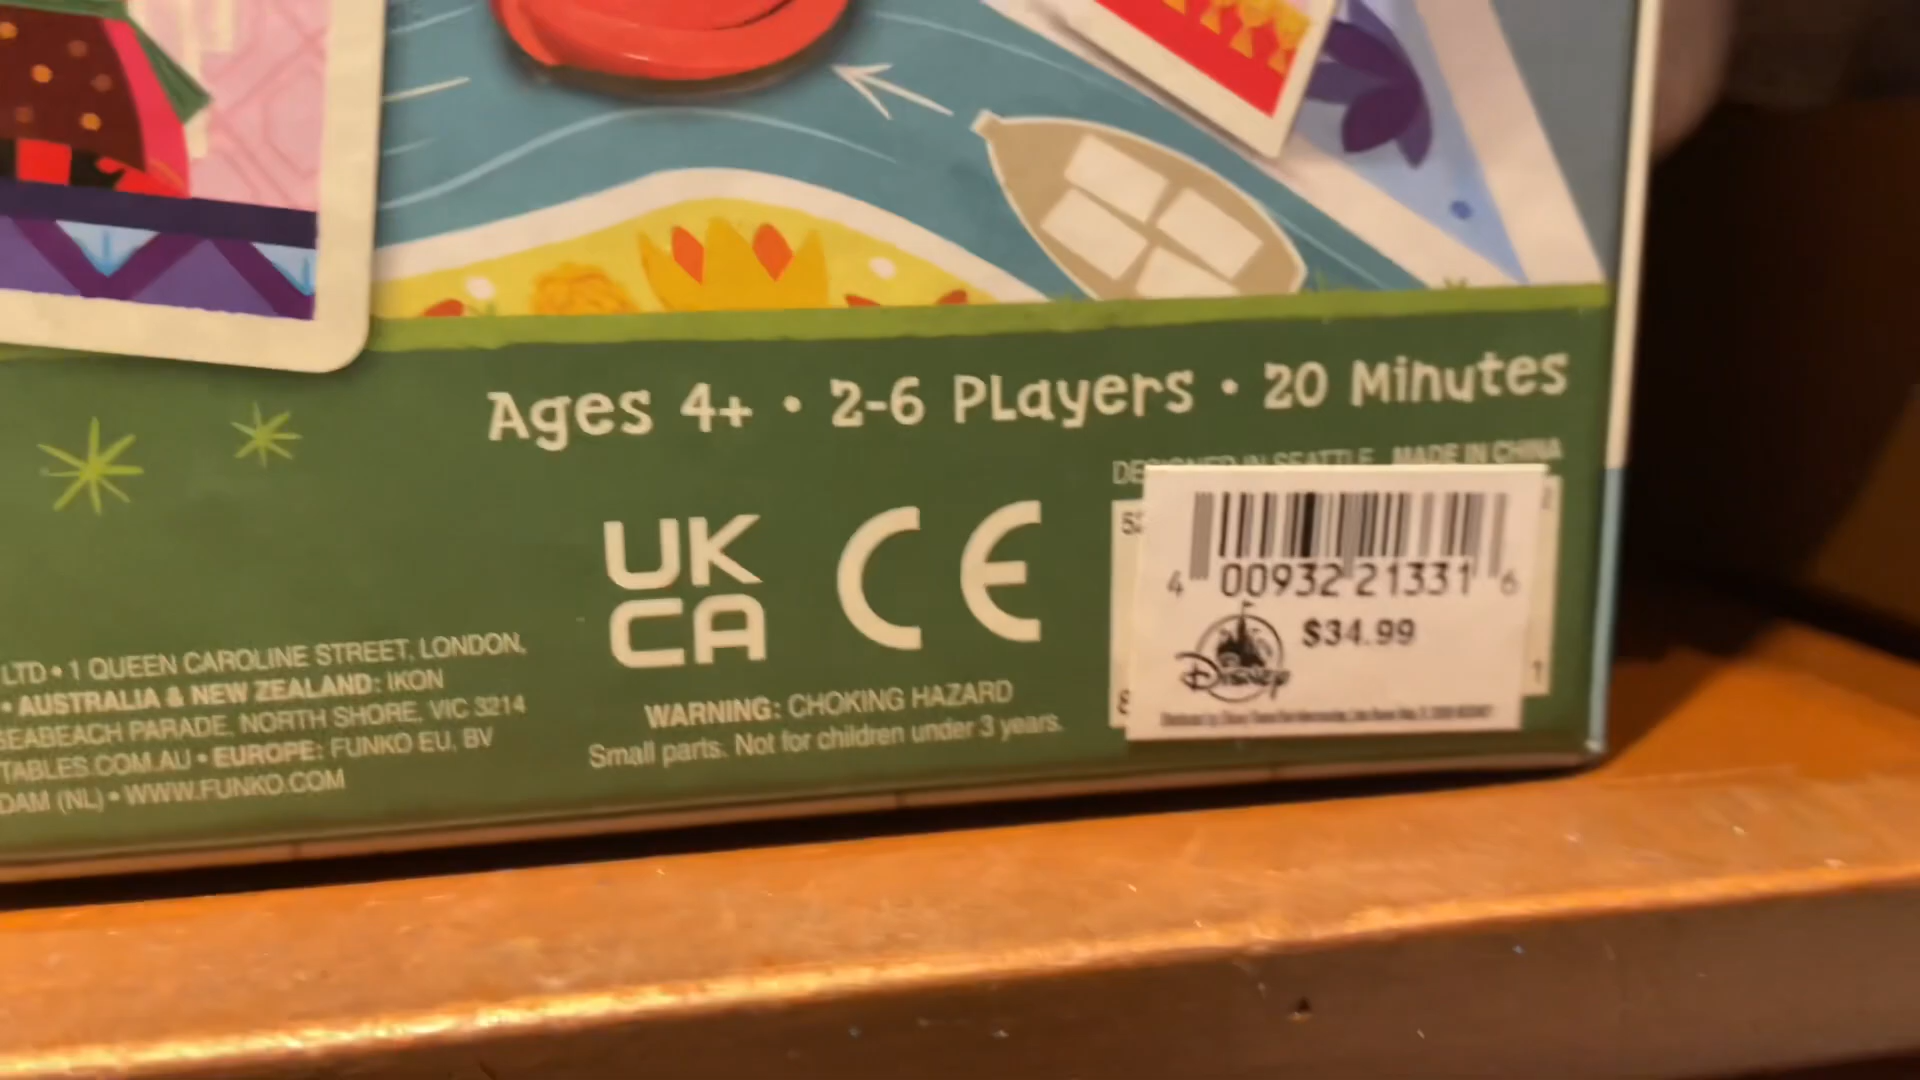 Ages 4+ • 2-6 Players • 20 Minutes
DESIGNED IN SEATTLE. MADE IN CHINA
4 00932 21331 6
$34.99
Disney
UK
CA
CE
WARNING: CHOKING HAZARD
Small parts. Not for children under 3 years.
LTD • 1 QUEEN CAROLINE STREET, LONDON,
• AUSTRALIA & NEW ZEALAND: IKON
SEABEACH PARADE, NORTH SHORE, VIC 3214
TABLES.COM.AU • EUROPE: FUNKO EU, BV
DAM (NL) • WWW.FUNKO.COM